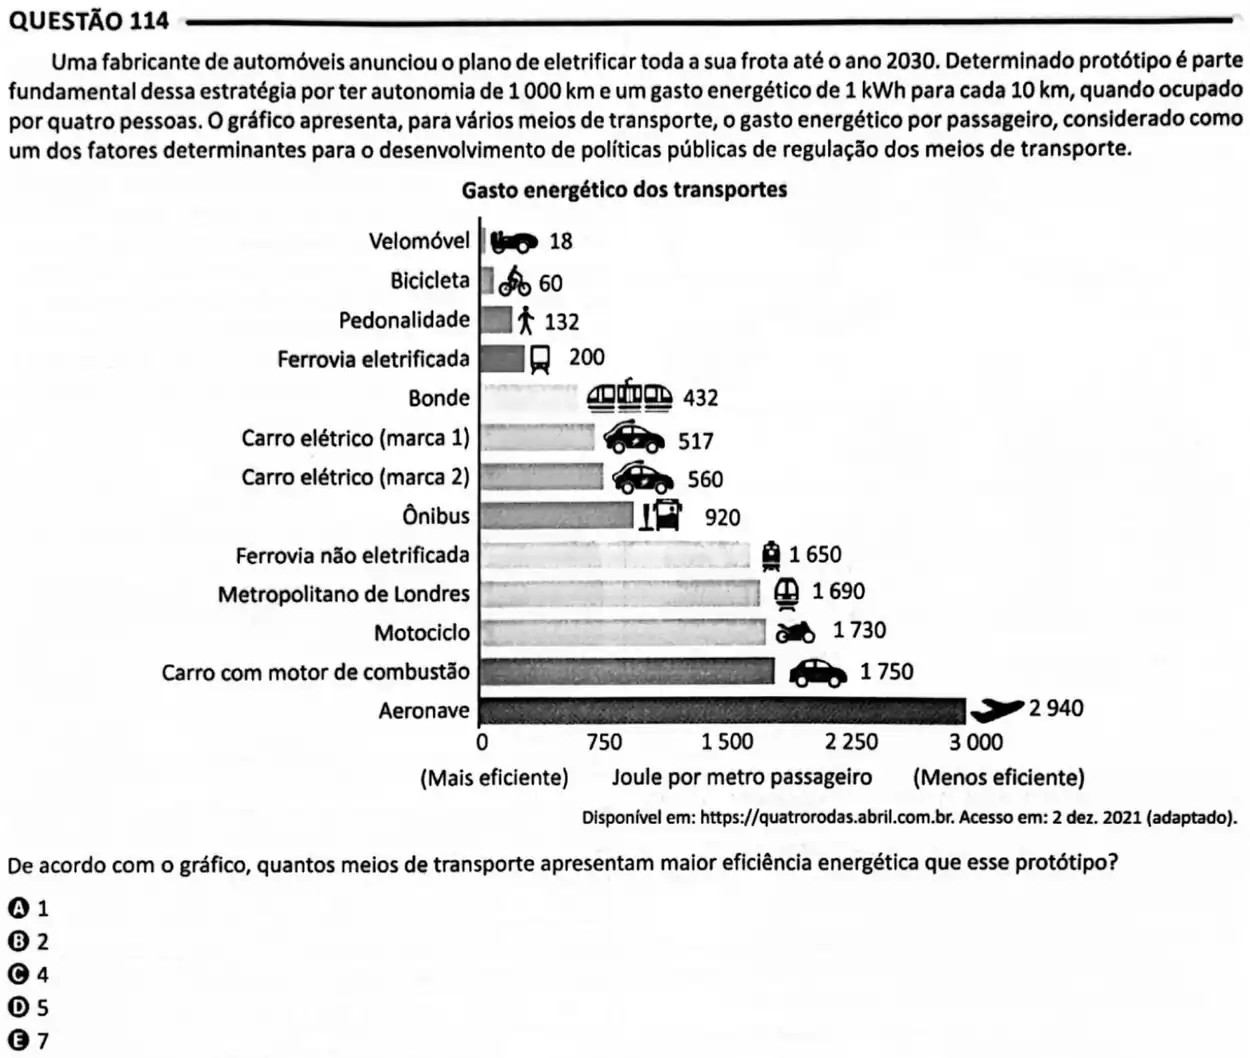 QUESTÃO 114
Uma fabricante de automóveis anunciou o plano de eletrificar toda a sua frota até o ano 2030. Determinado protótipo é parte
fundamental dessa estratégia por ter autonomia de 1 000 km e um gasto energético de 1 kWh para cada 10 km, quando ocupado
por quatro pessoas. O gráfico apresenta, para vários meios de transporte, o gasto energético por passageiro, considerado como
um dos fatores determinantes para o desenvolvimento de políticas públicas de regulação dos meios de transporte.
Gasto energético dos transportes
Velomóvel 18
Bicicleta 60
Pedonalidade 132
Ferrovia eletrificada 200
Bonde 432
Carro elétrico (marca 1) 517
Carro elétrico (marca 2) 560
Ônibus 920
Ferrovia não eletrificada 1 650
Metropolitano de Londres 1 690
Motociclo 1 730
Carro com motor de combustão 1 750
Aeronave 2 940
0 750 1 500 2 250 3 000
(Mais eficiente) Joule por metro passageiro (Menos eficiente)
Disponível em: https://quatrorodas.abril.com.br. Acesso em: 2 dez. 2021 (adaptado).
De acordo com o gráfico, quantos meios de transporte apresentam maior eficiência energética que esse protótipo?
A 1
B 2
C 4
D 5
E 7